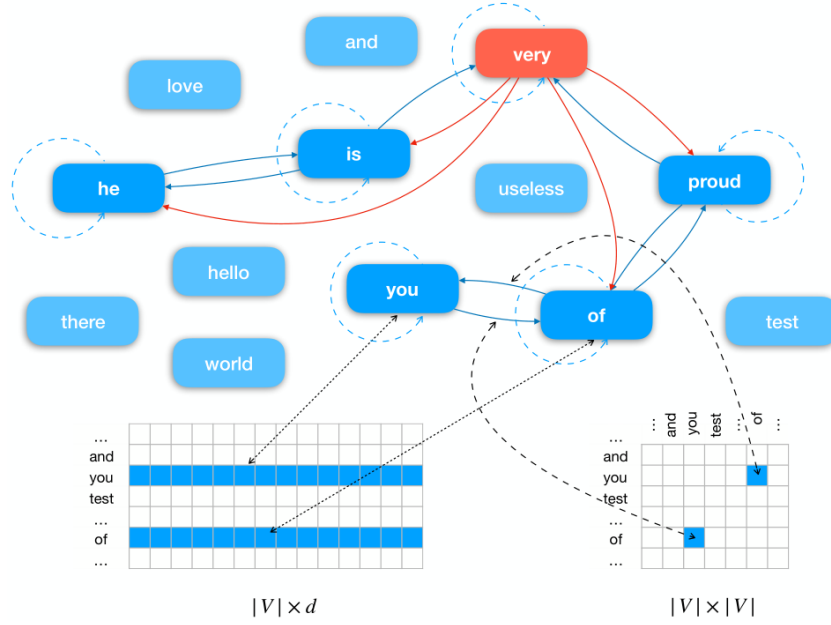 and
very
love
is
he
useless
proud
hello
you
of
there
test
world
… and you test … of …
…
and
you
test
…
of
…
…
and
you
test
…
of
…
|V| × d
|V| × |V|